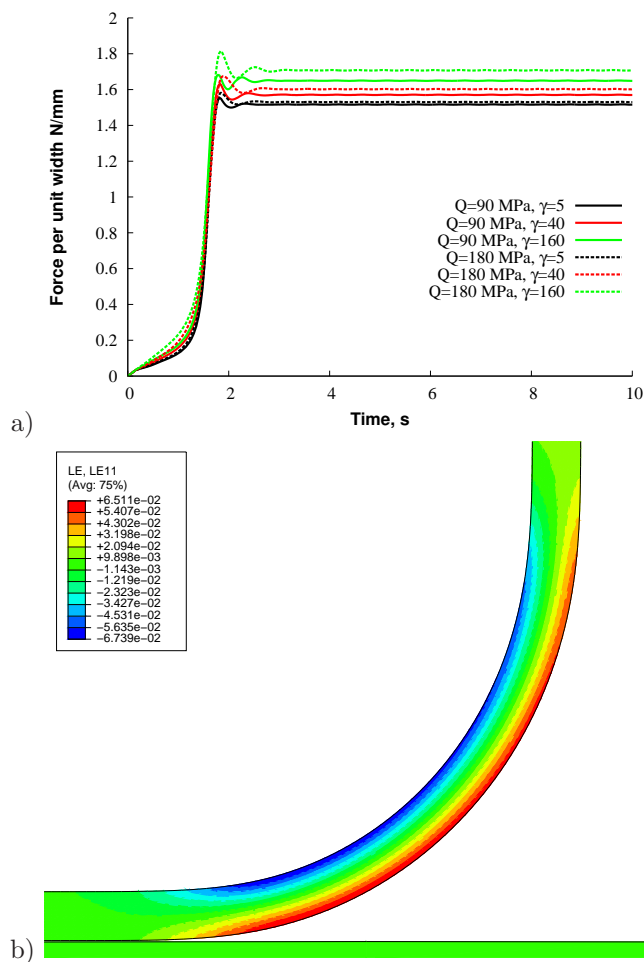 2
1.8
1.6
1.4
1.2
1
0.8
0.6
0.4
0.2
0
Force per unit width N/mm
Q=90 MPa, γ=5
Q=90 MPa, γ=40
Q=90 MPa, γ=160
Q=180 MPa, γ=5
Q=180 MPa, γ=40
Q=180 MPa, γ=160
0 2 4 6 8 10
Time, s
a)
LE, LE11
(Avg: 75%)
+6.511e−02
+5.407e−02
+4.302e−02
+3.198e−02
+2.094e−02
+9.898e−03
−1.143e−03
−1.219e−02
−2.323e−02
−3.427e−02
−4.531e−02
−5.635e−02
−6.739e−02
b)